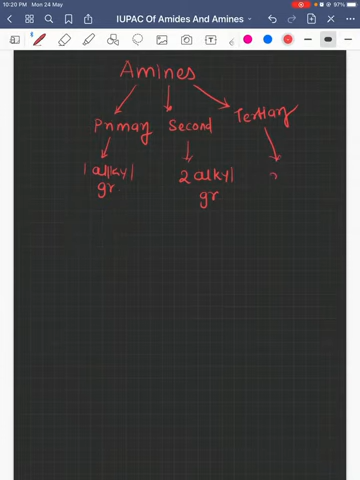 10:20 PM Mon 24 May
21%
IUPAC Of Amides And Amines
Amines
Primary Second Tertiary
1 alkyl
gr
2 alkyl
gr